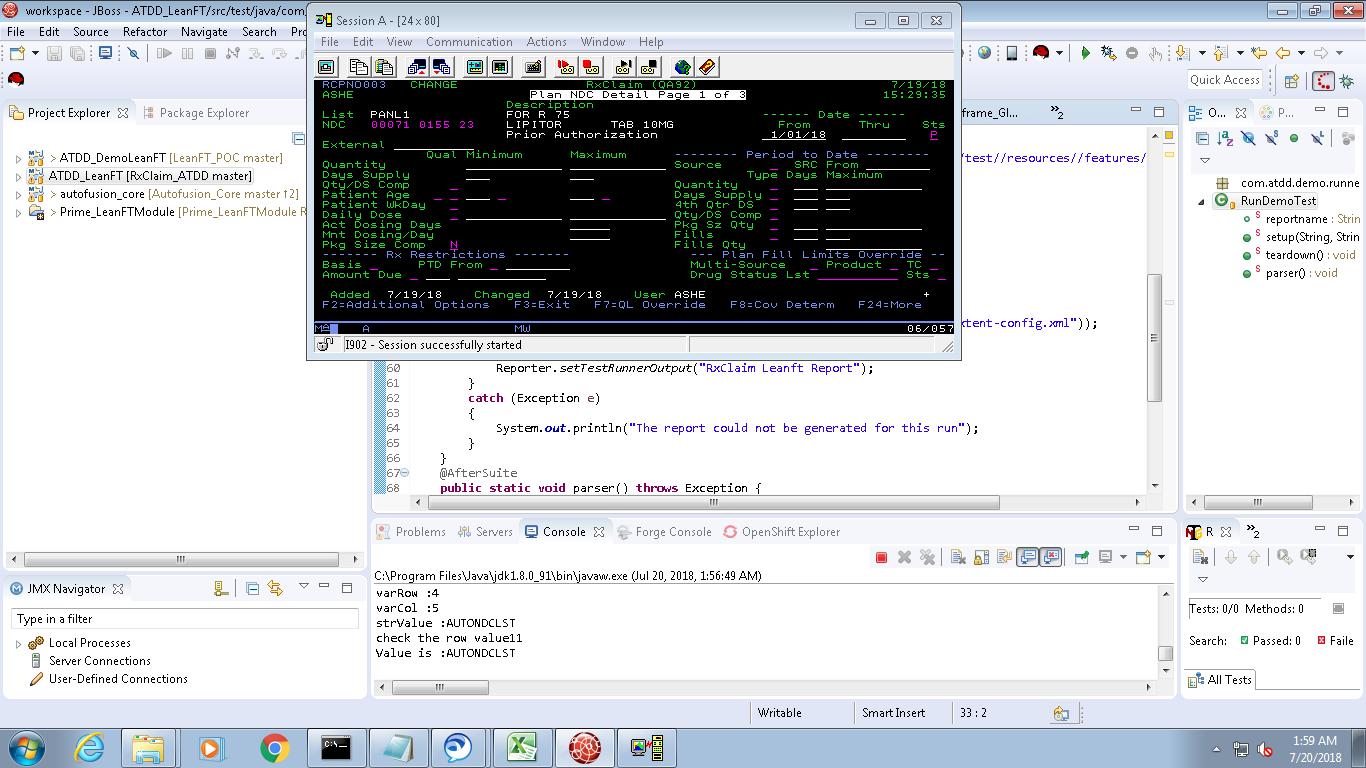 workspace - JBoss - ATDD_LeanFT/src/test/java/com
File Edit Source Refactor Navigate Search
Quick Access
Session A - [24 x 80]
File Edit View Communication Actions Window Help
RCPNO003 CHANGE RxClaim (QA92) 7/19/18
ASHE Plan NDC Detail Page 1 of 3 15:29:35
Description
List PANL1 FOR R 75 ------ Date ------
NDC 00071 0155 23 LIPITOR TAB 10MG From Thru Sts
Prior Authorization 1/01/18 P
External
Qual Minimum Maximum -------- Period to Date --------
Quantity Source SRC From
Days Supply Type Days Maximum
Qty/DS Comp Quantity
Patient Age Days Supply
Patient WkDay 4th Qtr DS
Daily Dose Qty/DS Comp
Act Dosing Days Pkg Sz Qty
Mnt Dosing/Day Fills
Pkg Size Comp N Fills Qty
------- Rx Restrictions ------- --- Plan Fill Limits Override --
Basis PTD From Multi-Source Product TC
Amount Due Drug Status Lst Sts
Added 7/19/18 Changed 7/19/18 User ASHE +
F2=Additional Options F3=Exit F7=QL Override F8=Cov Determ F24=More
MA A MW 06/057
I902 - Session successfully started
Project Explorer Package Explorer
> ATDD_DemoLeanFT [LeanFT_POC master]
ATDD_LeanFT [RxClaim_ATDD master]
> autofusion_core [Autofusion_Core master ↑2]
> Prime_LeanFTModule [Prime_LeanFTModule R
frame_Gl... »2
/test//resources//features/
xtent-config.xml"));
60 Reporter.setTestRunnerOutput("RxClaim Leanft Report");
61 }
62 catch (Exception e)
63 {
64 System.out.println("The report could not be generated for this run");
65 }
66 }
67 @AfterSuite
68 public static void parser() throws Exception {
O... P...
com.atdd.demo.runne
RunDemoTest
reportname : Strin
setup(String, Strin
teardown() : void
parser() : void
JMX Navigator
Type in a filter
Local Processes
Server Connections
User-Defined Connections
Problems Servers Console Forge Console OpenShift Explorer
C:\Program Files\Java\jdk1.8.0_91\bin\javaw.exe (Jul 20, 2018, 1:56:49 AM)
varRow :4
varCol :5
strValue :AUTONDCLST
check the row value11
Value is :AUTONDCLST
R »2
Tests: 0/0 Methods: 0
Search: Passed: 0 Faile
All Tests
Writable Smart Insert 33 : 2
1:59 AM
7/20/2018